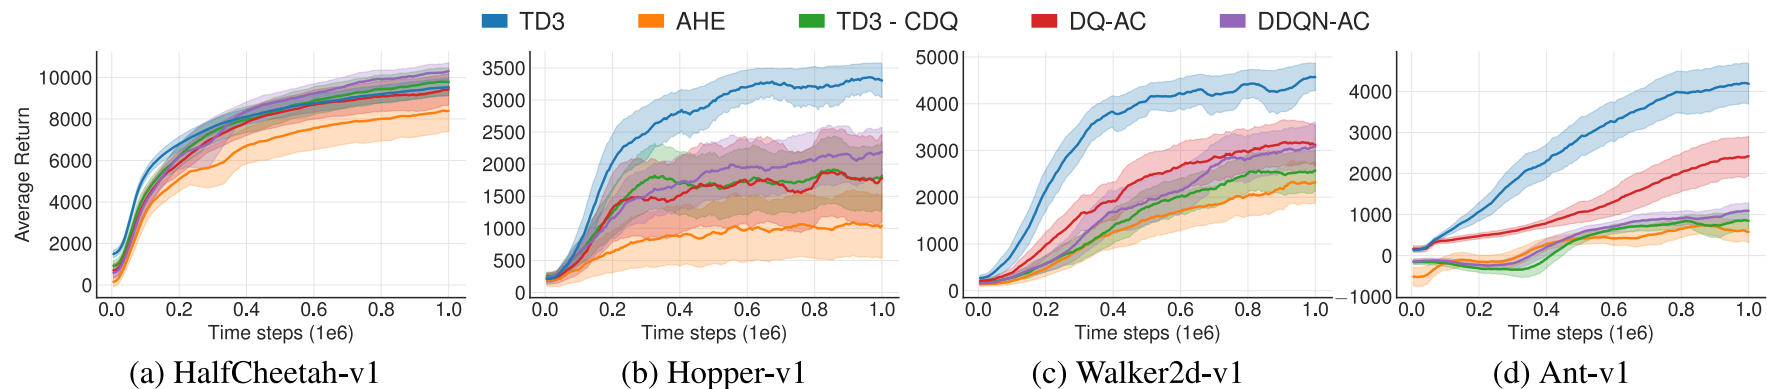 TD3 AHE TD3 - CDQ DQ-AC DDQN-AC
Average Return
10000
8000
6000
4000
2000
0
0.0 0.2 0.4 0.6 0.8 1.0
Time steps (1e6)
(a) HalfCheetah-v1
3500
3000
2500
2000
1500
1000
500
0
0.0 0.2 0.4 0.6 0.8 1.0
Time steps (1e6)
(b) Hopper-v1
5000
4000
3000
2000
1000
0
0.0 0.2 0.4 0.6 0.8 1.0
Time steps (1e6)
(c) Walker2d-v1
4000
3000
2000
1000
0
−1000
0.0 0.2 0.4 0.6 0.8 1.0
Time steps (1e6)
(d) Ant-v1